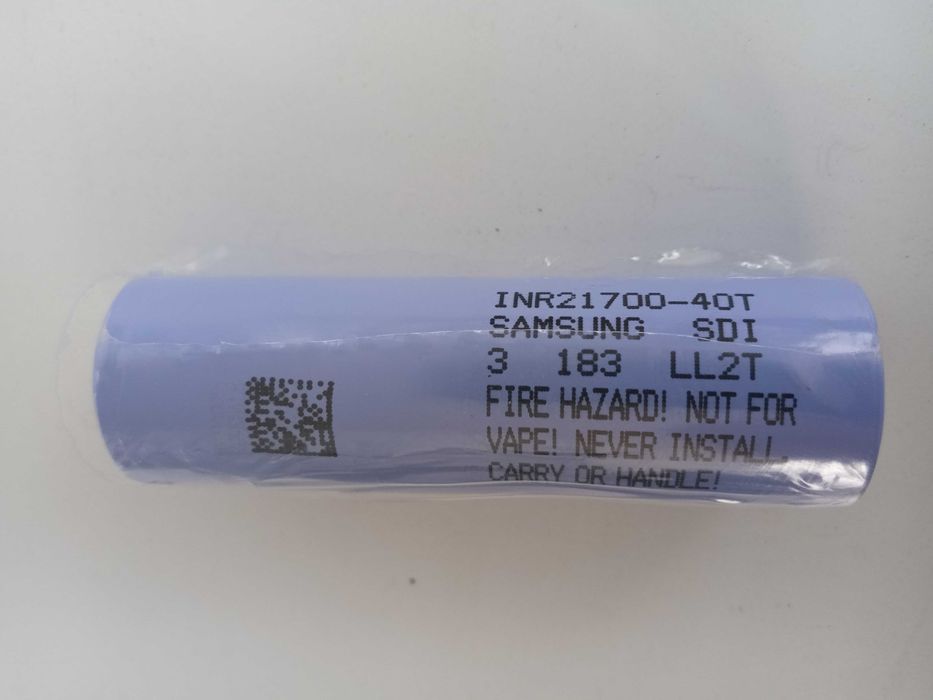 INR21700-40T
SAMSUNG SDI
3 183 LL2T
FIRE HAZARD! NOT FOR
VAPE! NEVER INSTALL,
CARRY OR HANDLE!